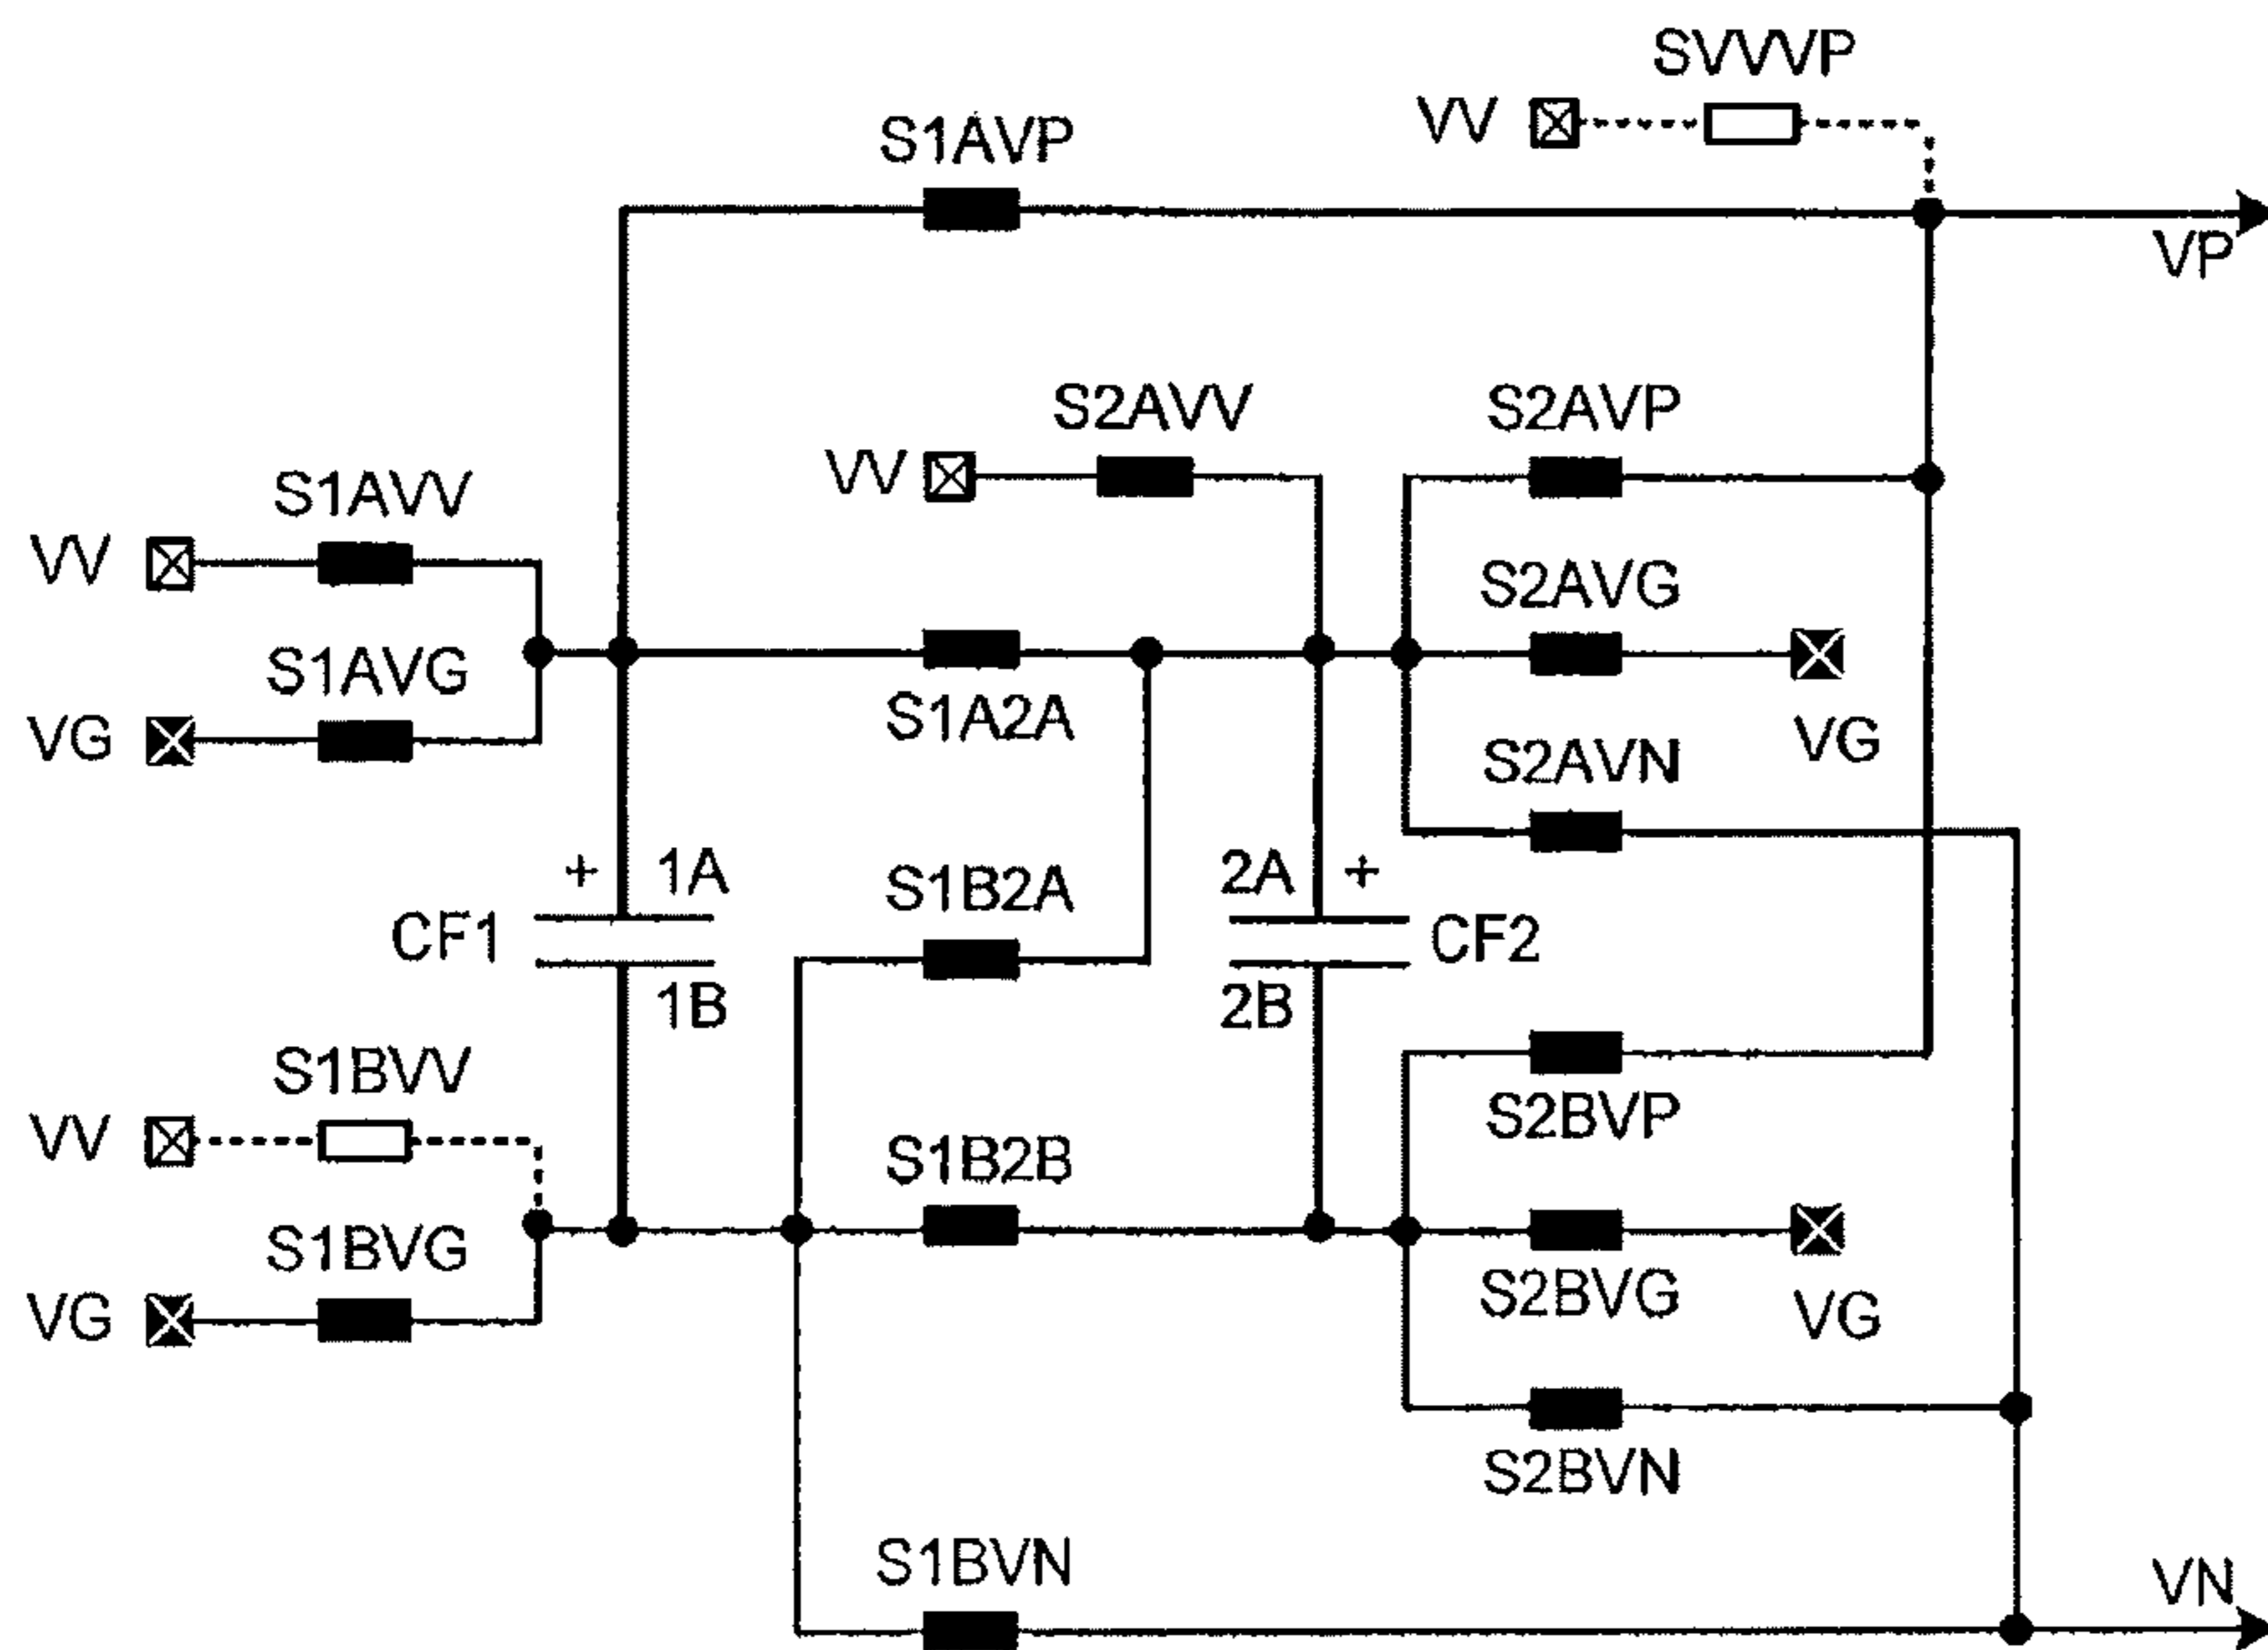 SVVVP
VV
S1AVP
VP
S2AVV
S2AVP
VV
S1AVV
VV
S2AVG
S1AVG
VG
S1A2A
VG
S2AVN
+ 1A
2A +
S1B2A
CF1
CF2
1B
2B
S1BVV
VV
S2BVP
S1B2B
S1BVG
VG
S2BVG
VG
S2BVN
S1BVN
VN